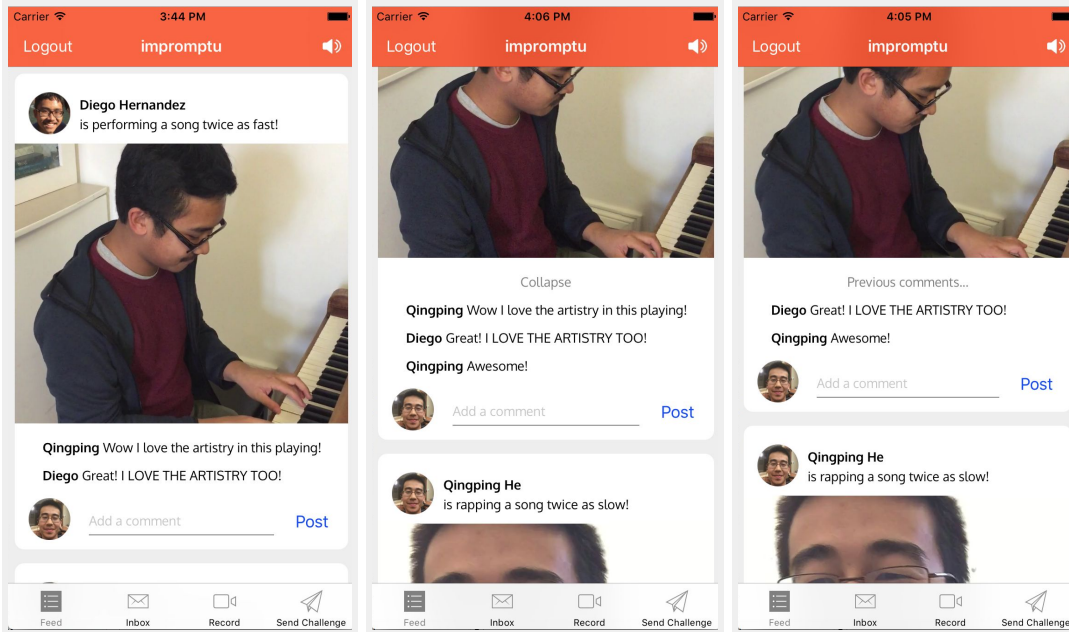 Carrier 3:44 PM
Logout impromptu
Diego Hernandez
is performing a song twice as fast!
Qingping Wow I love the artistry in this playing!
Diego Great! I LOVE THE ARTISTRY TOO!
Add a comment Post
Feed Inbox Record Send Challenge
Carrier 4:06 PM
Logout impromptu
Collapse
Qingping Wow I love the artistry in this playing!
Diego Great! I LOVE THE ARTISTRY TOO!
Qingping Awesome!
Add a comment Post
Qingping He
is rapping a song twice as slow!
Feed Inbox Record Send Challenge
Carrier 4:05 PM
Logout impromptu
Previous comments...
Diego Great! I LOVE THE ARTISTRY TOO!
Qingping Awesome!
Add a comment Post
Qingping He
is rapping a song twice as slow!
Feed Inbox Record Send Challenge